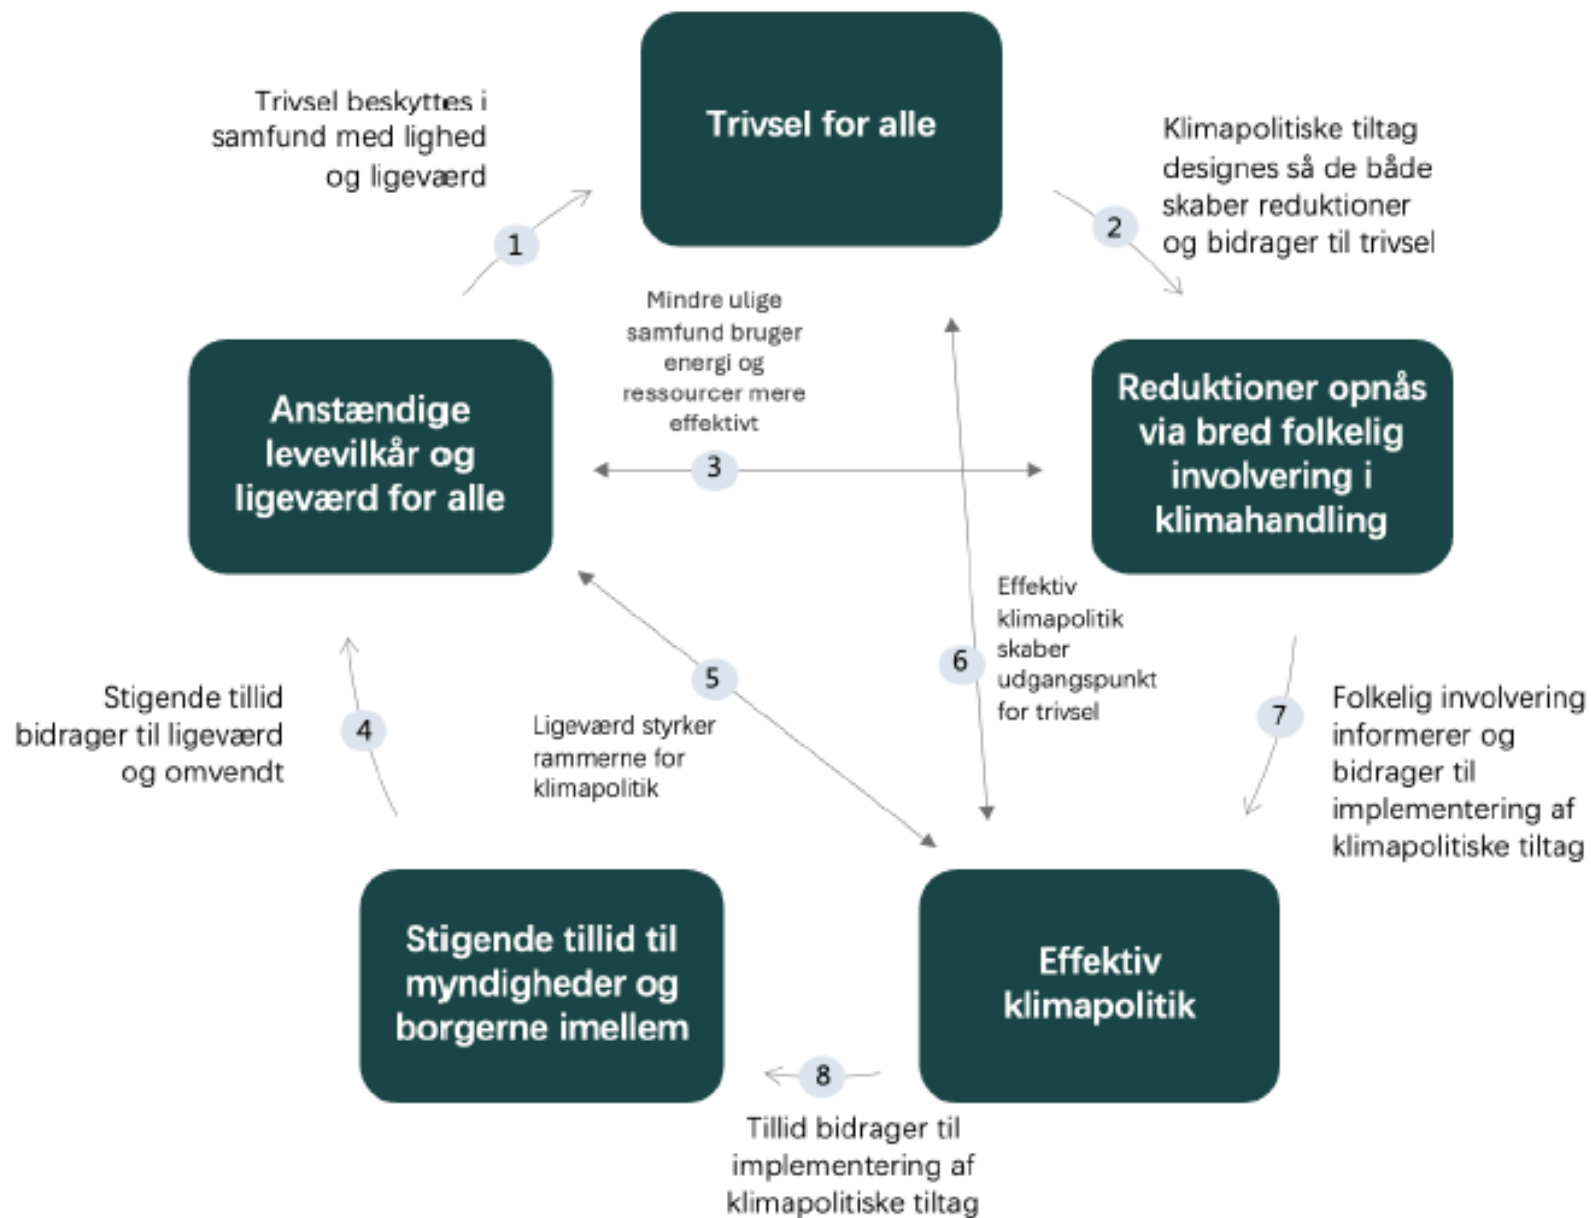 Trivsel for alle
Trivsel beskyttes i
samfund med lighed
og ligeværd
1
Klimapolitiske tiltag
designes så de både
skaber reduktioner
og bidrager til trivsel
2
Mindre ulige
samfund bruger
energi og
ressourcer mere
effektivt
3
Anstændige
levevilkår og
ligeværd for alle
Reduktioner opnås
via bred folkelig
involvering i
klimahandling
Stigende tillid
bidrager til ligeværd
og omvendt
4
5
Ligeværd styrker
rammerne for
klimapolitik
6
Effektiv
klimapolitik
skaber
udgangspunkt
for trivsel
7
Folkelig involvering
informerer og
bidrager til
implementering af
klimapolitiske tiltag
Stigende tillid til
myndigheder og
borgerne imellem
Effektiv
klimapolitik
8
Tillid bidrager til
implementering af
klimapolitiske tiltag